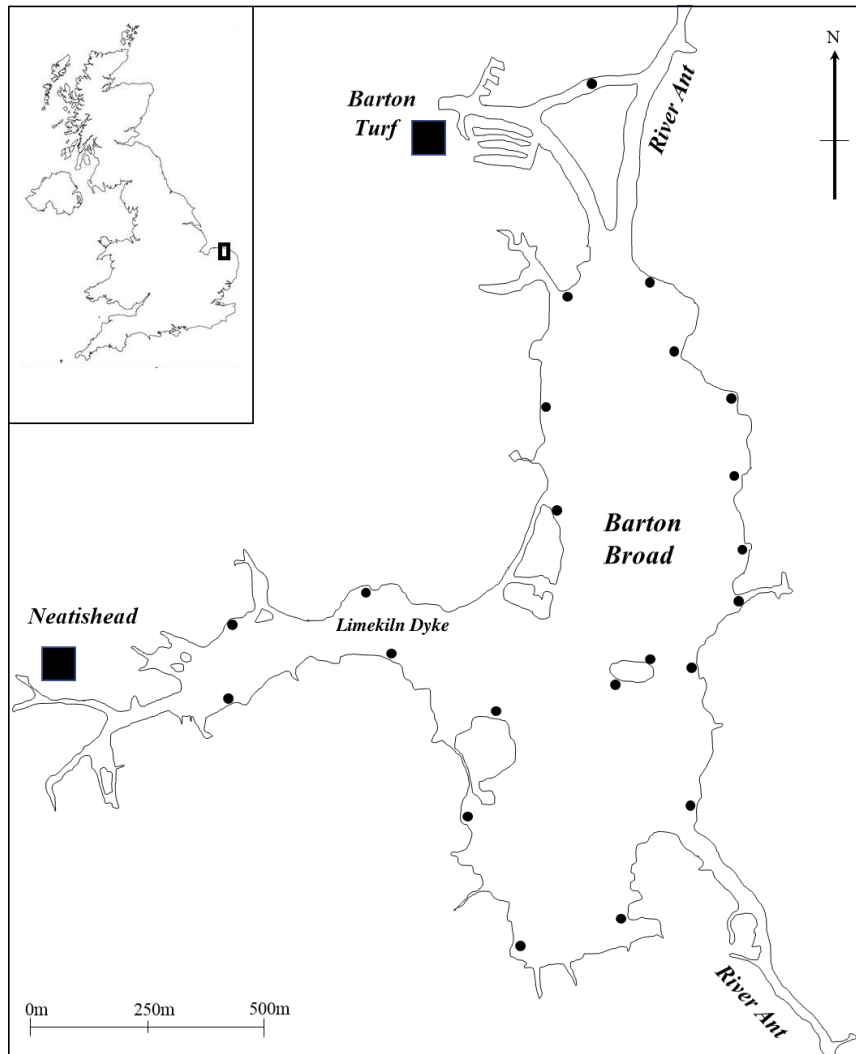 N
Barton
Turf
River Ant
Barton
Broad
Neatishead
Limekiln Dyke
River Ant
0m 250m 500m